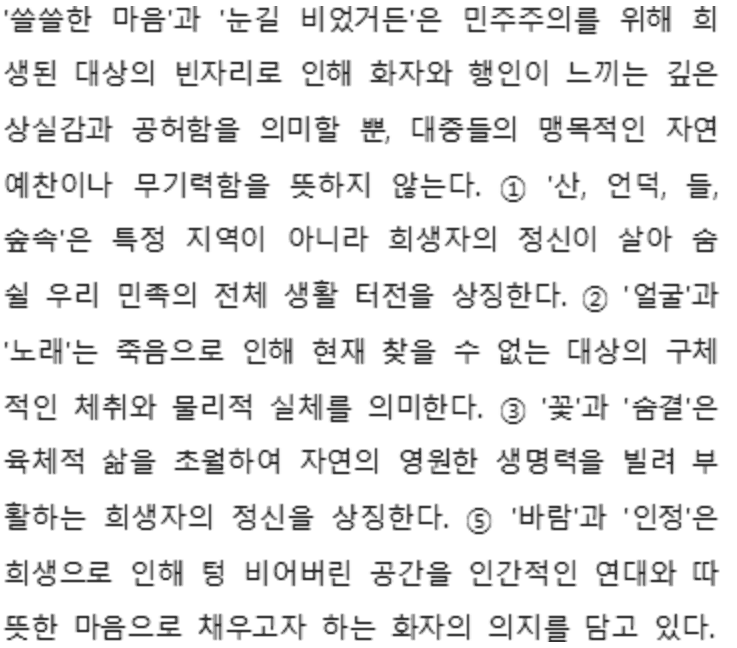 '쓸쓸한 마음'과 '눈길 비었거든'은 민주주의를 위해 희
생된 대상의 빈자리로 인해 화자와 행인이 느끼는 깊은
상실감과 공허함을 의미할 뿐, 대중들의 맹목적인 자연
예찬이나 무기력함을 뜻하지 않는다. ① '산, 언덕, 들,
숲속'은 특정 지역이 아니라 희생자의 정신이 살아 숨
쉴 우리 민족의 전체 생활 터전을 상징한다. ② '얼굴'과
'노래'는 죽음으로 인해 현재 찾을 수 없는 대상의 구체
적인 체취와 물리적 실체를 의미한다. ③ '꽃'과 '숨결'은
육체적 삶을 초월하여 자연의 영원한 생명력을 빌려 부
활하는 희생자의 정신을 상징한다. ⑤ '바람'과 '인정'은
희생으로 인해 텅 비어버린 공간을 인간적인 연대와 따
뜻한 마음으로 채우고자 하는 화자의 의지를 담고 있다.